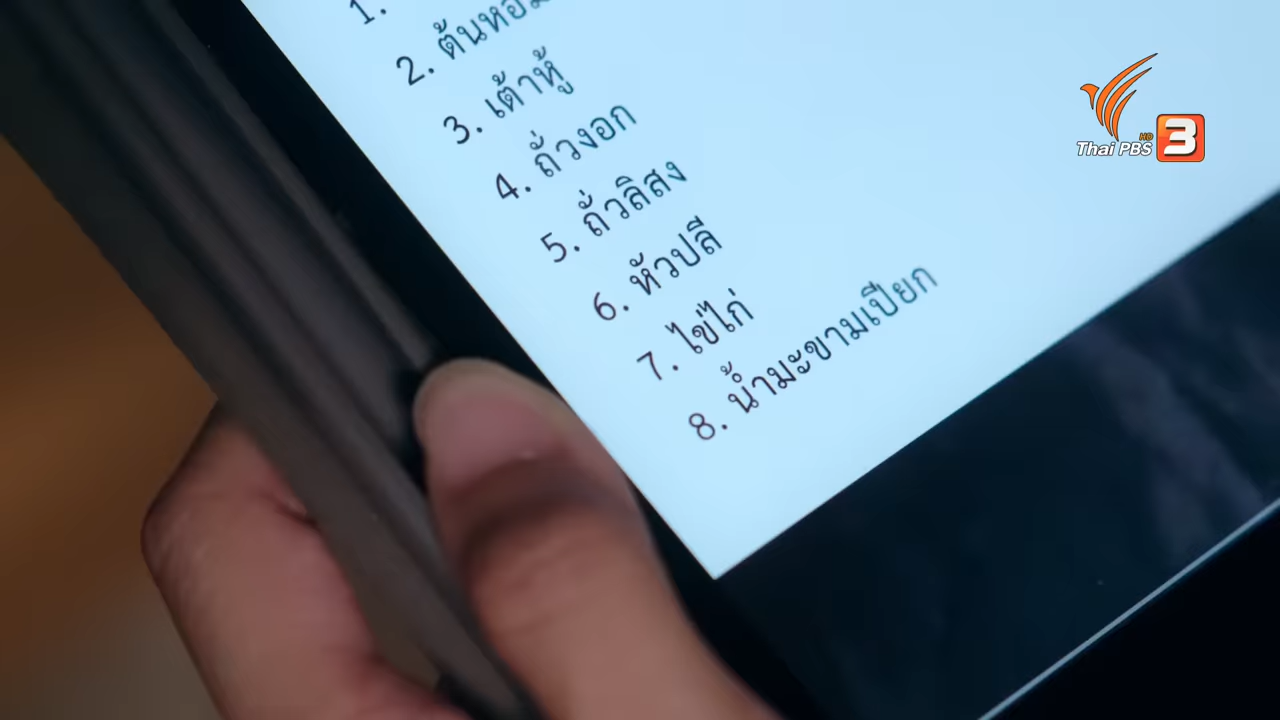 1.
2. ต้นหอม
3. เต้าหู้
4. ถั่วงอก
5. ถั่วลิสง
6. หัวปลี
7. ไข่ไก่
8. น้ำมะขามเปียก
Thai PBS HD 3